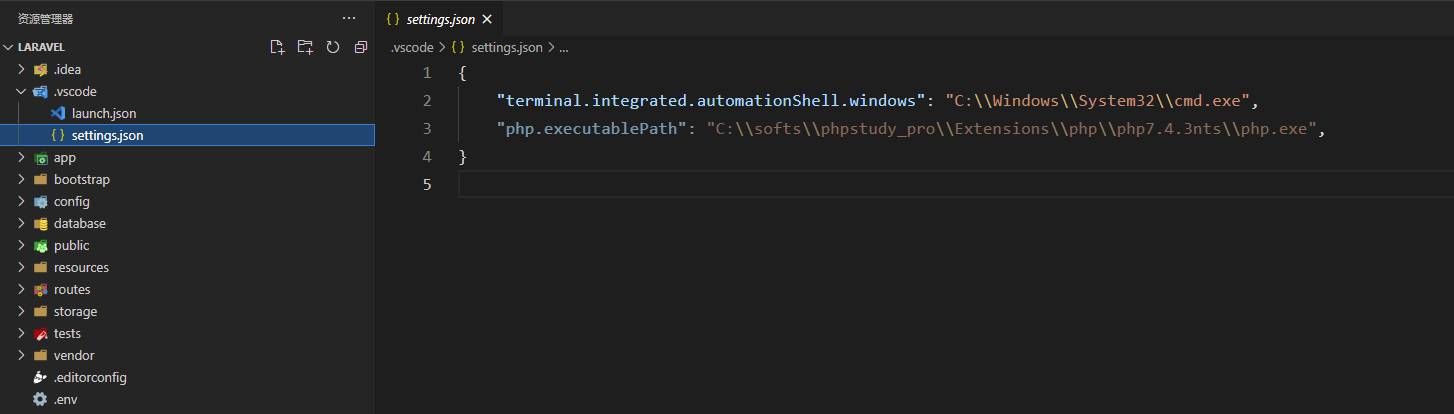 资源管理器
···
LARAVEL
.idea
.vscode
launch.json
{ } settings.json
app
bootstrap
config
database
public
resources
routes
storage
tests
vendor
.editorconfig
.env
{ } settings.json ×
.vscode > { } settings.json > ...
1 {
2 "terminal.integrated.automationShell.windows": "C:\\Windows\\System32\\cmd.exe",
3 "php.executablePath": "C:\\softs\\phpstudy_pro\\Extensions\\php\\php7.4.3nts\\php.exe",
4 }
5